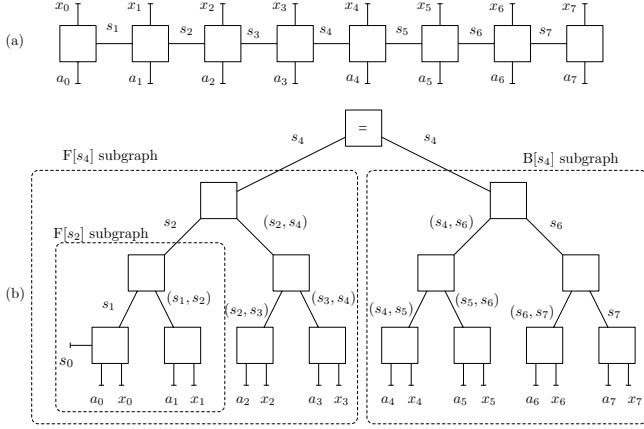 x₀ x₁ x₂ x₃ x₄ x₅ x₆ x₇
(a) s₁ s₂ s₃ s₄ s₅ s₆ s₇
a₀ a₁ a₂ a₃ a₄ a₅ a₆ a₇
=
s₄ s₄
F[s₄] subgraph B[s₄] subgraph
s₂ (s₂, s₄) (s₄, s₆) s₆
F[s₂] subgraph
(b) s₁ (s₁, s₂) (s₂, s₃) (s₃, s₄) (s₄, s₅) (s₅, s₆) (s₆, s₇) s₇
s₀
a₀ x₀ a₁ x₁ a₂ x₂ a₃ x₃ a₄ x₄ a₅ x₅ a₆ x₆ a₇ x₇